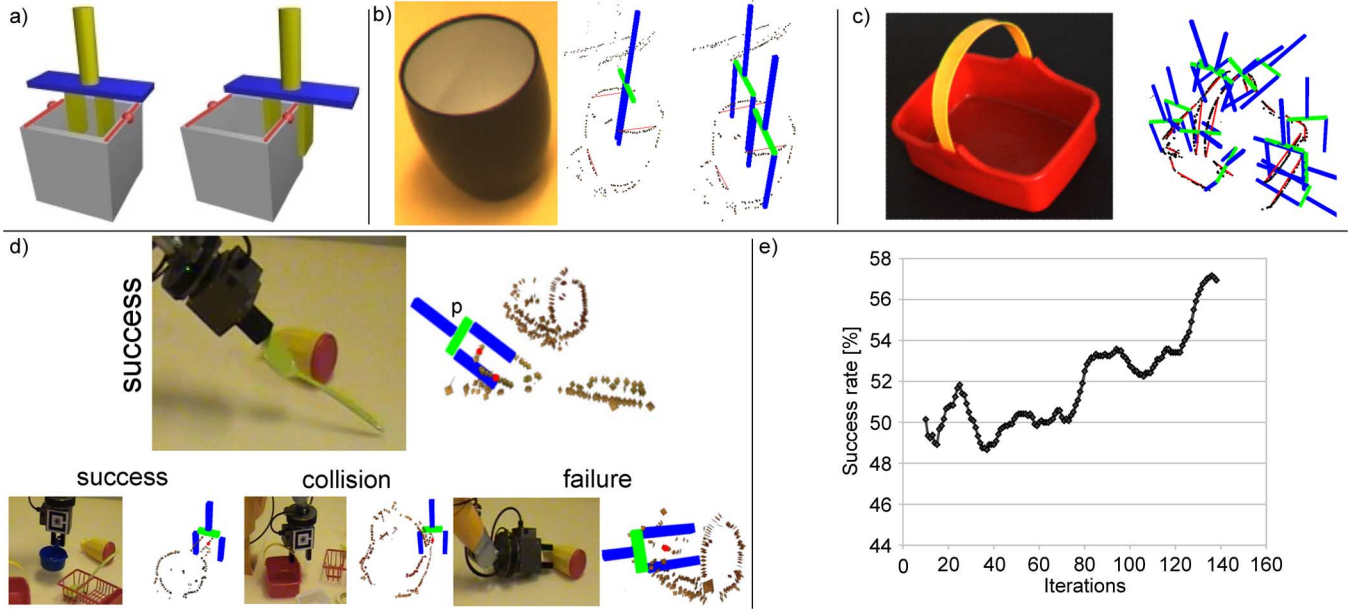 a)
b)
c)
d)
success
p
success
collision
failure
e)
Success rate [%]
58
56
54
52
50
48
46
44
0 20 40 60 80 100 120 140 160
Iterations